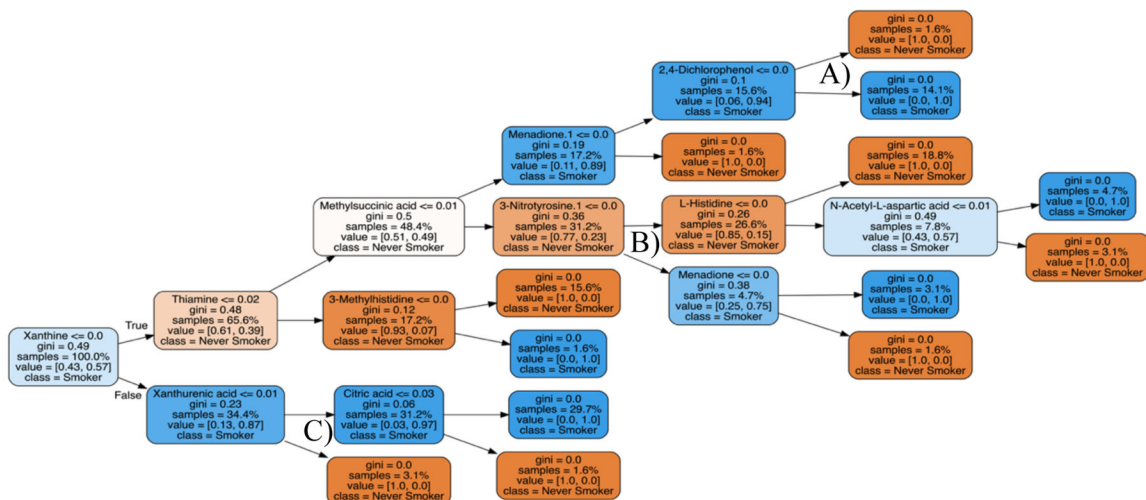 Xanthine <= 0.0
gini = 0.49
samples = 100.0%
value = [0.43, 0.57]
class = Smoker
True
False
Thiamine <= 0.02
gini = 0.48
samples = 65.6%
value = [0.61, 0.39]
class = Never Smoker
Xanthurenic acid <= 0.01
gini = 0.23
samples = 34.4%
value = [0.13, 0.87]
class = Smoker
Methylsuccinic acid <= 0.01
gini = 0.5
samples = 48.4%
value = [0.51, 0.49]
class = Never Smoker
3-Methylhistidine <= 0.0
gini = 0.12
samples = 17.2%
value = [0.93, 0.07]
class = Never Smoker
C)
Citric acid <= 0.03
gini = 0.06
samples = 31.2%
value = [0.03, 0.97]
class = Smoker
gini = 0.0
samples = 3.1%
value = [1.0, 0.0]
class = Never Smoker
Menadione.1 <= 0.0
gini = 0.19
samples = 17.2%
value = [0.11, 0.89]
class = Smoker
3-Nitrotyrosine.1 <= 0.0
gini = 0.36
samples = 31.2%
value = [0.77, 0.23]
class = Never Smoker
gini = 0.0
samples = 15.6%
value = [1.0, 0.0]
class = Never Smoker
gini = 0.0
samples = 1.6%
value = [0.0, 1.0]
class = Smoker
gini = 0.0
samples = 29.7%
value = [0.0, 1.0]
class = Smoker
gini = 0.0
samples = 1.6%
value = [1.0, 0.0]
class = Never Smoker
2,4-Dichlorophenol <= 0.0
gini = 0.1
samples = 15.6%
value = [0.06, 0.94]
class = Smoker
gini = 0.0
samples = 1.6%
value = [1.0, 0.0]
class = Never Smoker
B)
L-Histidine <= 0.0
gini = 0.26
samples = 26.6%
value = [0.85, 0.15]
class = Never Smoker
Menadione <= 0.0
gini = 0.38
samples = 4.7%
value = [0.25, 0.75]
class = Smoker
A)
gini = 0.0
samples = 1.6%
value = [1.0, 0.0]
class = Never Smoker
gini = 0.0
samples = 14.1%
value = [0.0, 1.0]
class = Smoker
gini = 0.0
samples = 18.8%
value = [1.0, 0.0]
class = Never Smoker
N-Acetyl-L-aspartic acid <= 0.01
gini = 0.49
samples = 7.8%
value = [0.43, 0.57]
class = Smoker
gini = 0.0
samples = 3.1%
value = [0.0, 1.0]
class = Smoker
gini = 0.0
samples = 1.6%
value = [1.0, 0.0]
class = Never Smoker
gini = 0.0
samples = 4.7%
value = [0.0, 1.0]
class = Smoker
gini = 0.0
samples = 3.1%
value = [1.0, 0.0]
class = Never Smoker